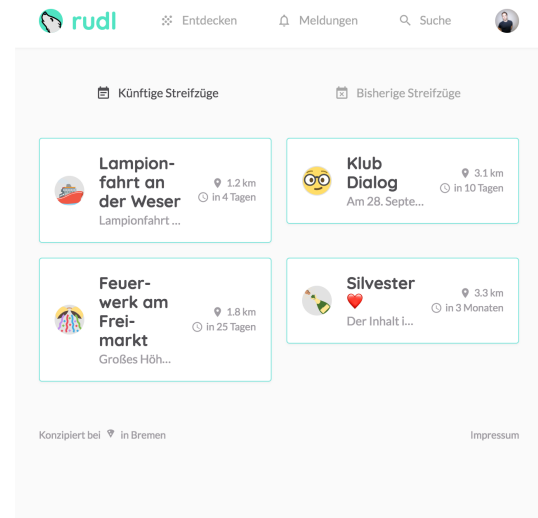 rudl
Entdecken
Meldungen
Suche
Künftige Streifzüge
Bisherige Streifzüge
Lampion-
fahrt an
der Weser
Lampionfahrt ...
1.2 km
in 4 Tagen
Klub
Dialog
Am 28. Septe...
3.1 km
in 10 Tagen
Feuer-
werk am
Frei-
markt
Großes Höh...
1.8 km
in 25 Tagen
Silvester
❤️
Der Inhalt i...
3.3 km
in 3 Monaten
Konzipiert bei
in Bremen
Impressum